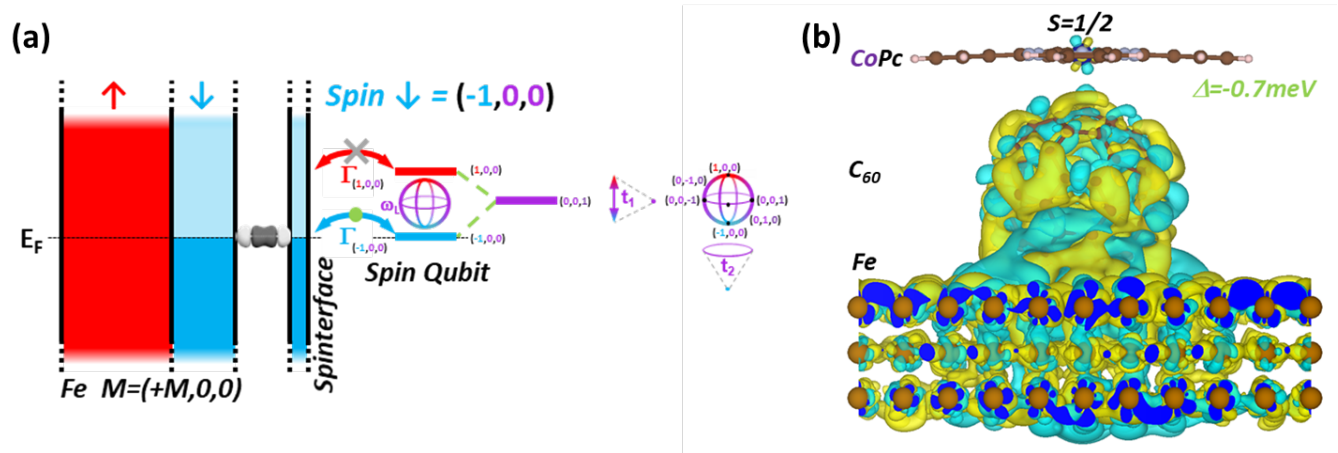 (a)
↑ ↓
Spin ↓ = (-1,0,0)
E_F
Γ(1,0,0)
(1,0,0)
ω_L
(0,0,1)
Γ(-1,0,0)
(-1,0,0)
Spin Qubit
Spinterface
Fe M=(+M,0,0)
t₁
(1,0,0)
(0,-1,0)
(0,0,-1)
(0,0,1)
(0,1,0)
(-1,0,0)
t₂
(b)
S=1/2
CoPc
Δ=-0.7meV
C₆₀
Fe